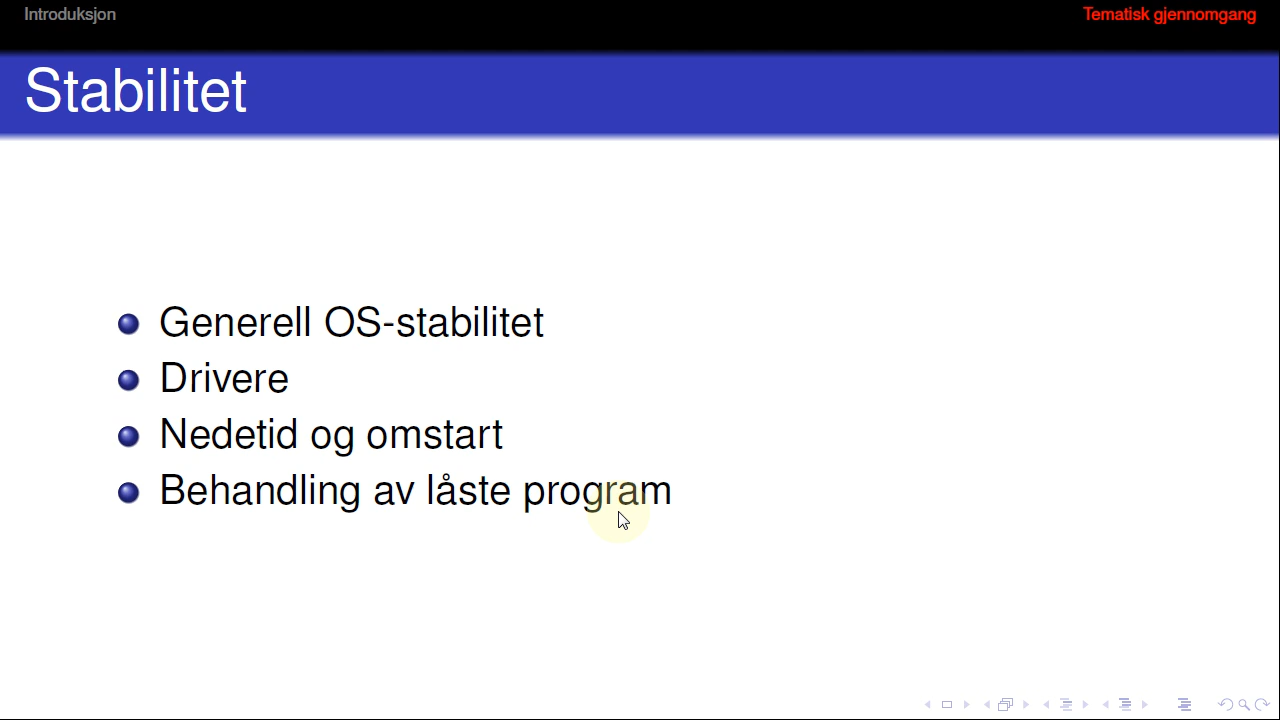 Introduksjon
Tematisk gjennomgang
Stabilitet
Generell OS-stabilitet
Drivere
Nedetid og omstart
Behandling av låste program